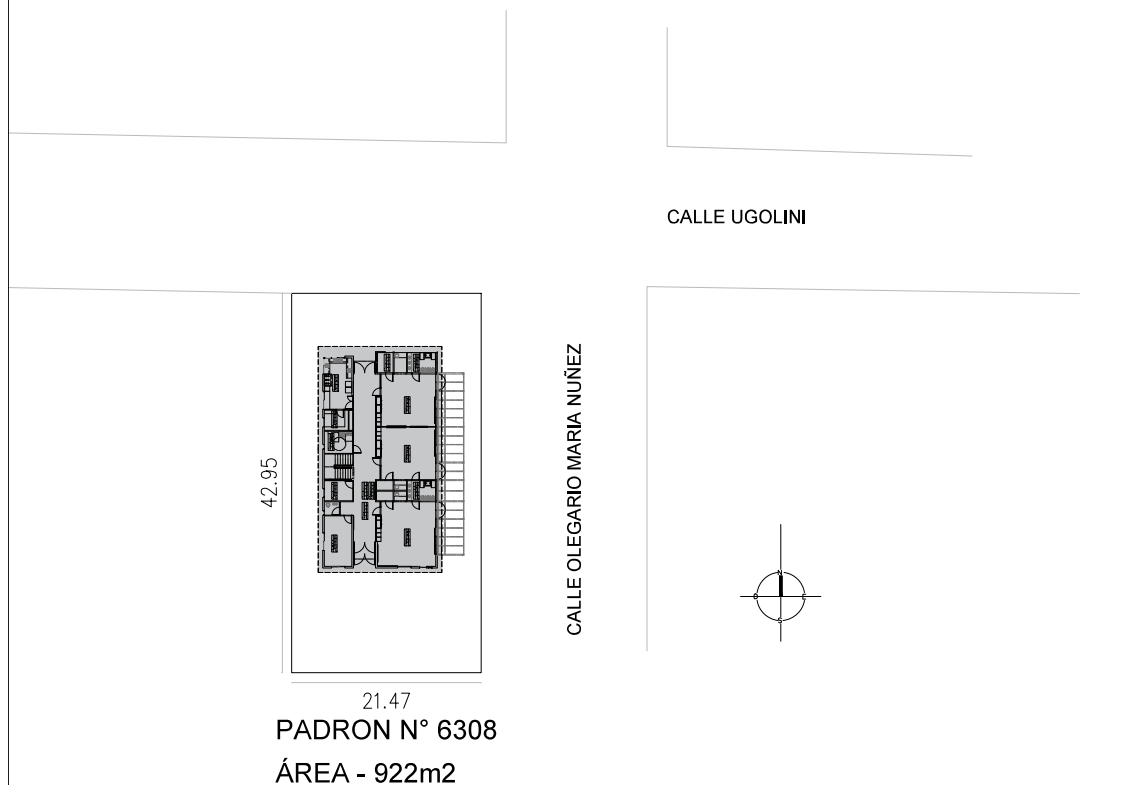 CALLE UGOLINI
CALLE OLEGARIO MARIA NUÑEZ
42.95
N
O
E
S
21.47
PADRON N° 6308
ÁREA - 922m2